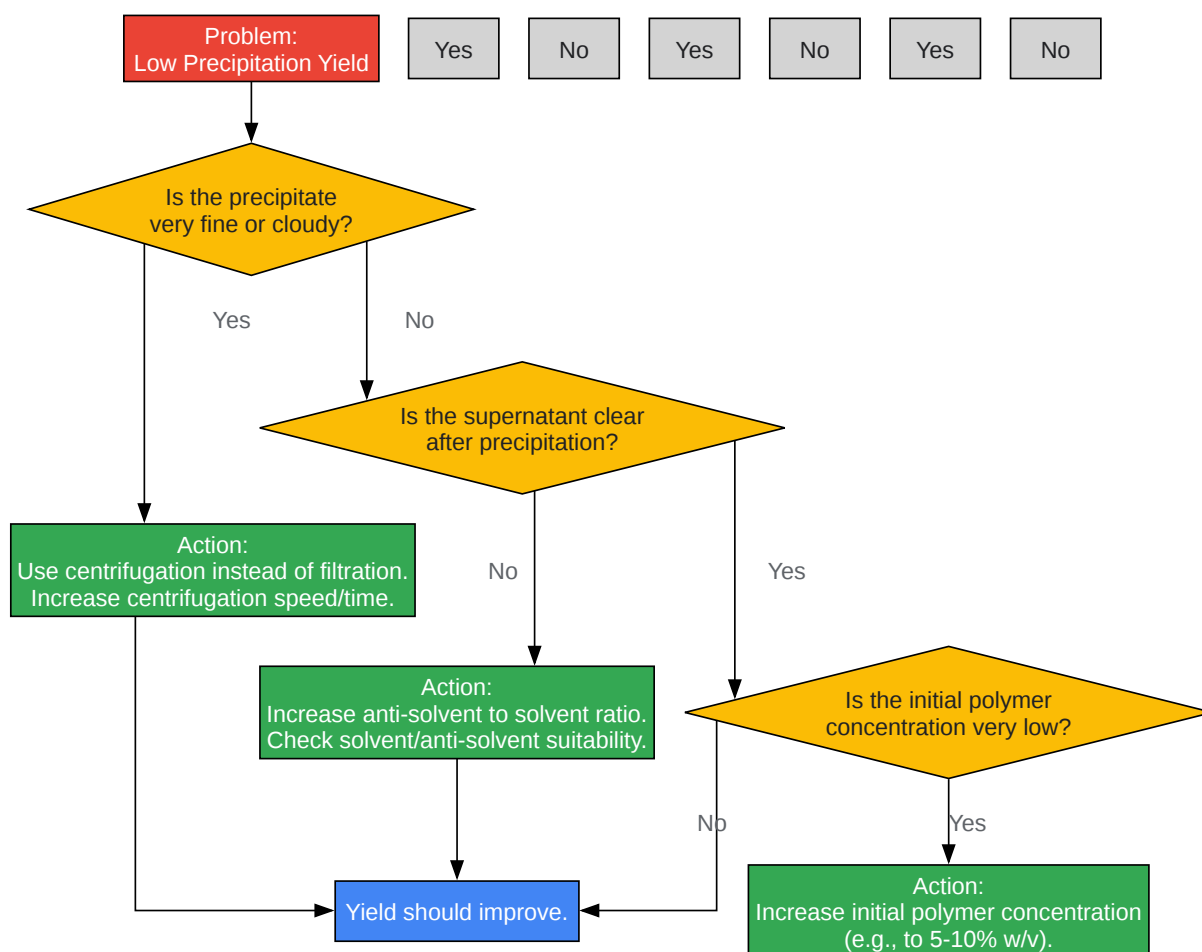 Problem:
Low Precipitation Yield
Yes
No
Yes
No
Yes
No
Is the precipitate
very fine or cloudy?
Yes
No
Is the supernatant clear
after precipitation?
Action:
Use centrifugation instead of filtration.
Increase centrifugation speed/time.
No
Yes
Action:
Increase anti-solvent to solvent ratio.
Check solvent/anti-solvent suitability.
Is the initial polymer
concentration very low?
No
Yes
Yield should improve.
Action:
Increase initial polymer concentration
(e.g., to 5-10% w/v).